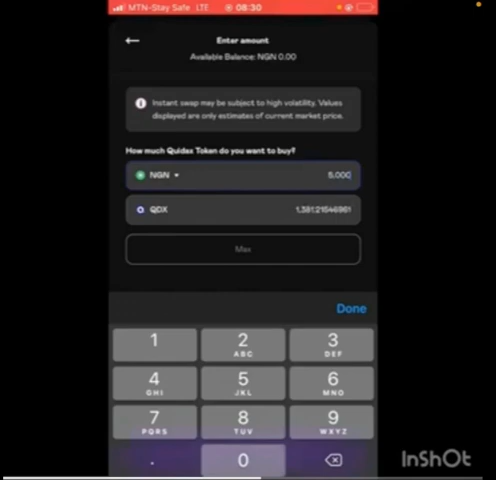 MTN-Stay Safe LTE 08:30
Enter amount
Available Balance: NGN 0.00
Instant swap may be subject to high volatility. Values
displayed are only estimates of current market price.
How much Quidax Token do you want to buy?
NGN 5,000
QDX 1,381.21546961
Max
Done
1 2 3
ABC DEF
4 5 6
GHI JKL MNO
7 8 9
PQRS TUV WXYZ
. 0
InShOt